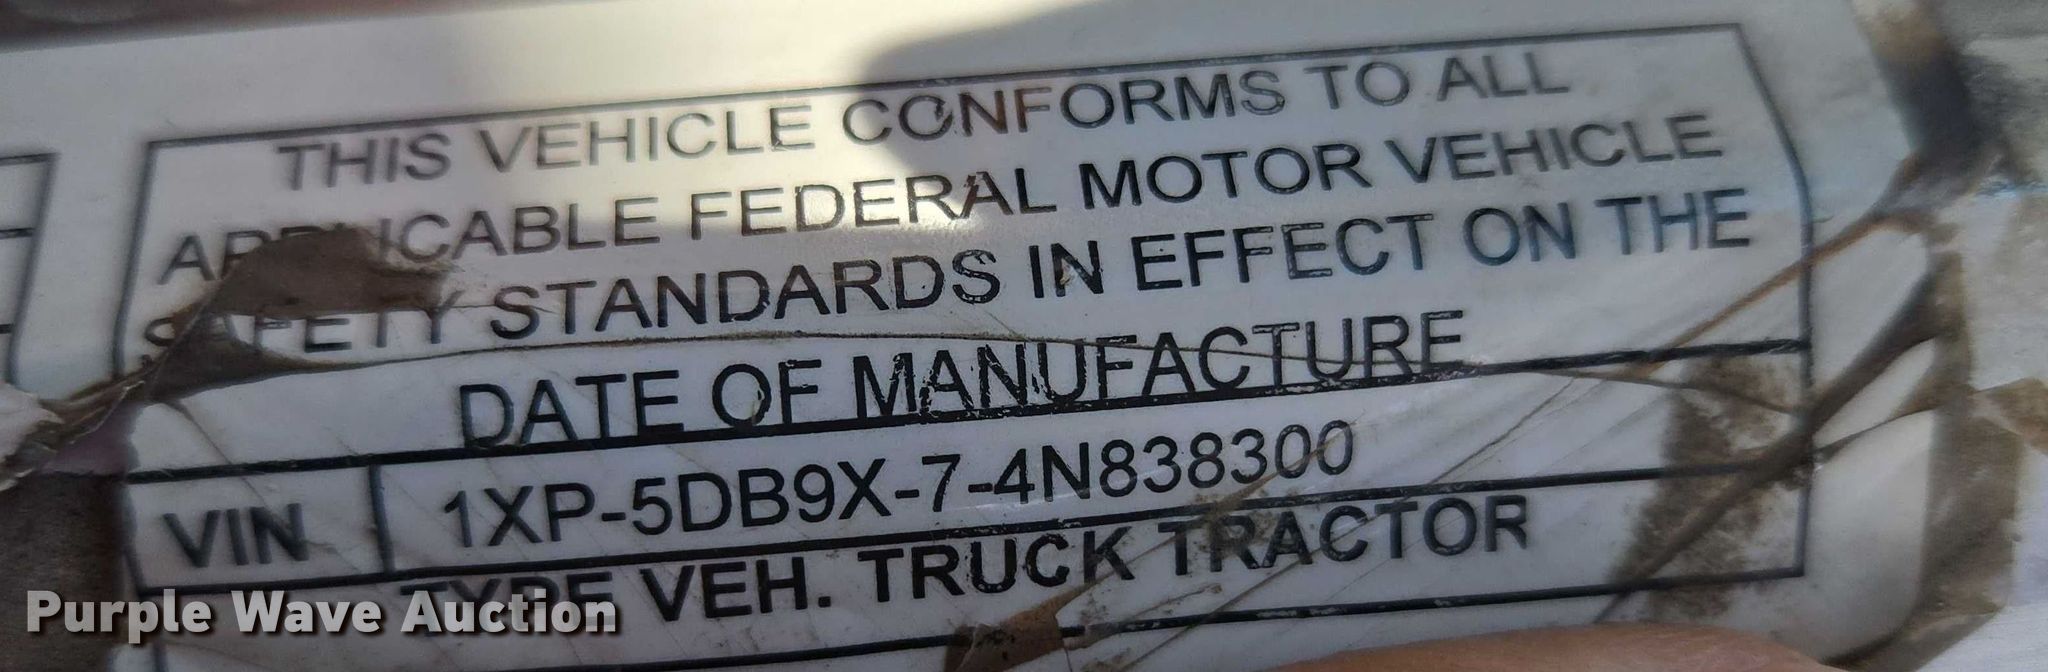 THIS VEHICLE CONFORMS TO ALL
APPLICABLE FEDERAL MOTOR VEHICLE
SAFETY STANDARDS IN EFFECT ON THE
DATE OF MANUFACTURE
VIN 1XP-5DB9X-7-4N838300
TYPE VEH. TRUCK TRACTOR
Purple Wave Auction